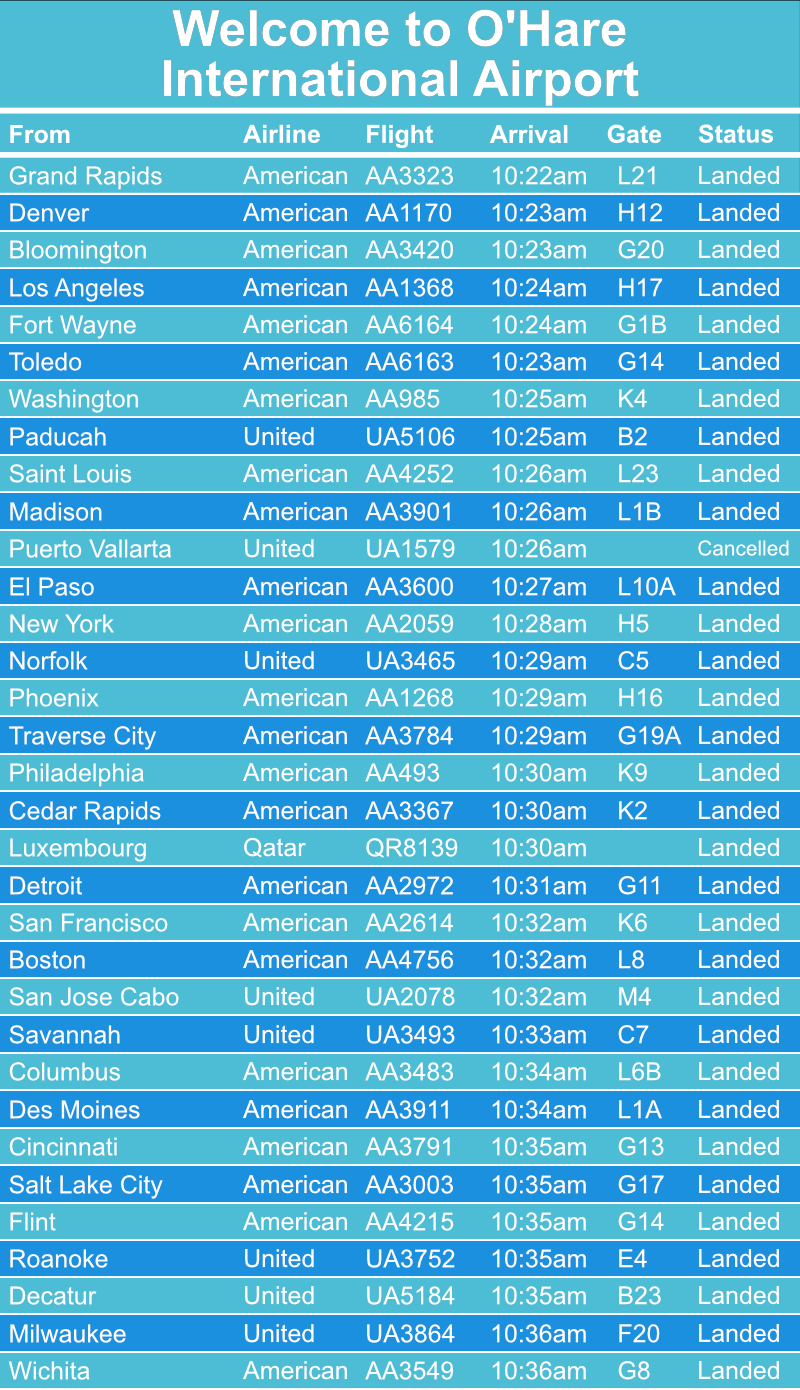 Welcome to O'Hare
International Airport
From Airline Flight Arrival Gate Status
Grand Rapids American AA3323 10:22am L21 Landed
Denver American AA1170 10:23am H12 Landed
Bloomington American AA3420 10:23am G20 Landed
Los Angeles American AA1368 10:24am H17 Landed
Fort Wayne American AA6164 10:24am G1B Landed
Toledo American AA6163 10:23am G14 Landed
Washington American AA985 10:25am K4 Landed
Paducah United UA5106 10:25am B2 Landed
Saint Louis American AA4252 10:26am L23 Landed
Madison American AA3901 10:26am L1B Landed
Puerto Vallarta United UA1579 10:26am Cancelled
El Paso American AA3600 10:27am L10A Landed
New York American AA2059 10:28am H5 Landed
Norfolk United UA3465 10:29am C5 Landed
Phoenix American AA1268 10:29am H16 Landed
Traverse City American AA3784 10:29am G19A Landed
Philadelphia American AA493 10:30am K9 Landed
Cedar Rapids American AA3367 10:30am K2 Landed
Luxembourg Qatar QR8139 10:30am Landed
Detroit American AA2972 10:31am G11 Landed
San Francisco American AA2614 10:32am K6 Landed
Boston American AA4756 10:32am L8 Landed
San Jose Cabo United UA2078 10:32am M4 Landed
Savannah United UA3493 10:33am C7 Landed
Columbus American AA3483 10:34am L6B Landed
Des Moines American AA3911 10:34am L1A Landed
Cincinnati American AA3791 10:35am G13 Landed
Salt Lake City American AA3003 10:35am G17 Landed
Flint American AA4215 10:35am G14 Landed
Roanoke United UA3752 10:35am E4 Landed
Decatur United UA5184 10:35am B23 Landed
Milwaukee United UA3864 10:36am F20 Landed
Wichita American AA3549 10:36am G8 Landed